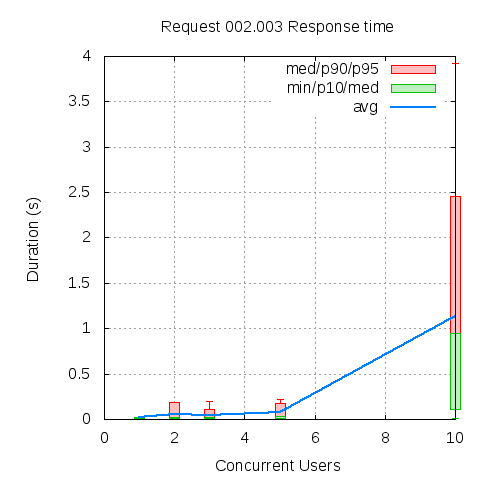 Request 002.003 Response time
med/p90/p95
min/p10/med
avg
4
3.5
3
2.5
2
1.5
1
0.5
0
Duration (s)
0 2 4 6 8 10
Concurrent Users